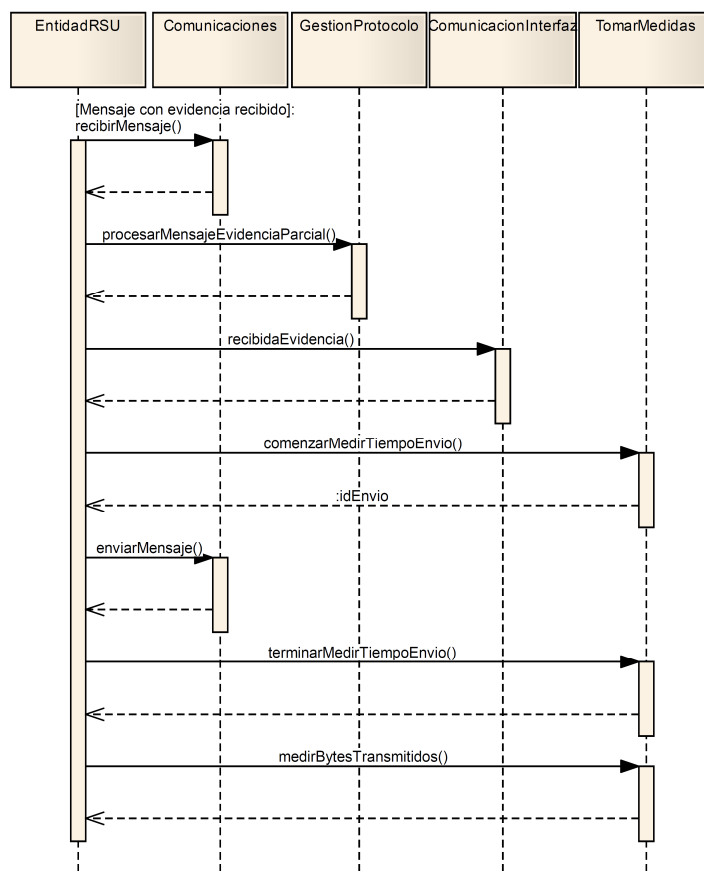 EntidadRSU
Comunicaciones
GestionProtocolo
ComunicacionInterfaz
TomarMedidas
[Mensaje con evidencia recibido]:
recibirMensaje()
procesarMensajeEvidenciaParcial()
recibidaEvidencia()
comenzarMedirTiempoEnvio()
:idEnvio
enviarMensaje()
terminarMedirTiempoEnvio()
medirBytesTransmitidos()